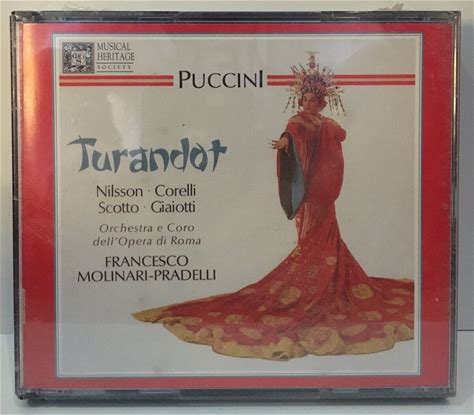 MUSICAL
HERITAGE
SOCIETY
PUCCINI
Turandot
Nilsson · Corelli
Scotto · Giaiotti
Orchestra e Coro
dell'Opera di Roma
FRANCESCO
MOLINARI-PRADELLI